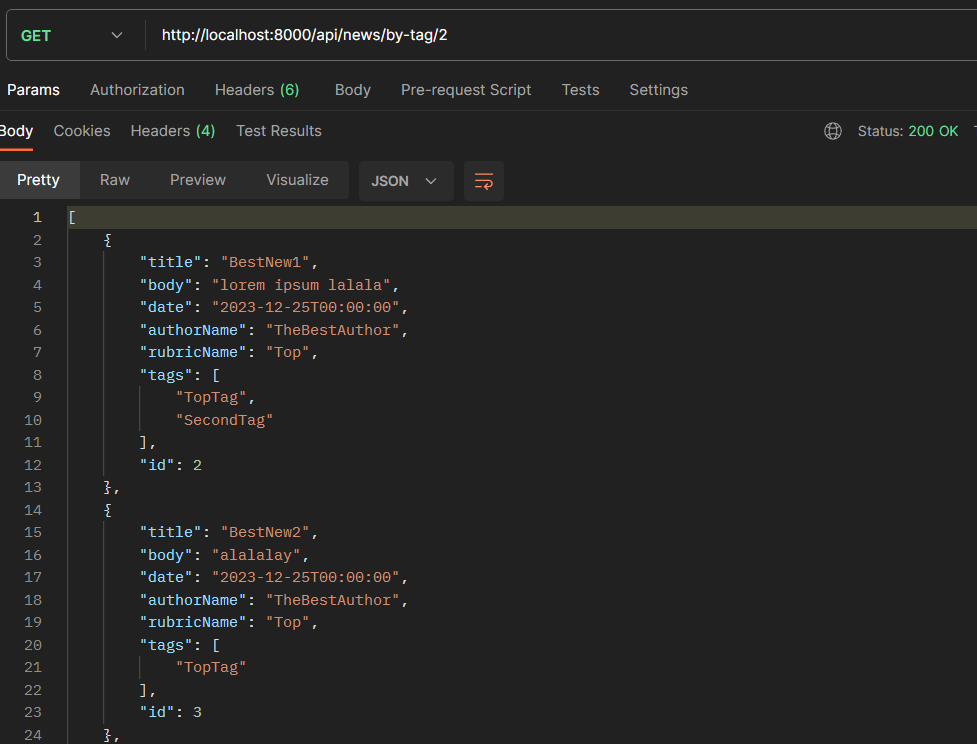 GET http://localhost:8000/api/news/by-tag/2
Params Authorization Headers (6) Body Pre-request Script Tests Settings
Body Cookies Headers (4) Test Results Status: 200 OK
Pretty Raw Preview Visualize JSON
1 [
2 {
3 "title": "BestNew1",
4 "body": "lorem ipsum lalala",
5 "date": "2023-12-25T00:00:00",
6 "authorName": "TheBestAuthor",
7 "rubricName": "Top",
8 "tags": [
9 "TopTag",
10 "SecondTag"
11 ],
12 "id": 2
13 },
14 {
15 "title": "BestNew2",
16 "body": "alalalay",
17 "date": "2023-12-25T00:00:00",
18 "authorName": "TheBestAuthor",
19 "rubricName": "Top",
20 "tags": [
21 "TopTag"
22 ],
23 "id": 3
24 },